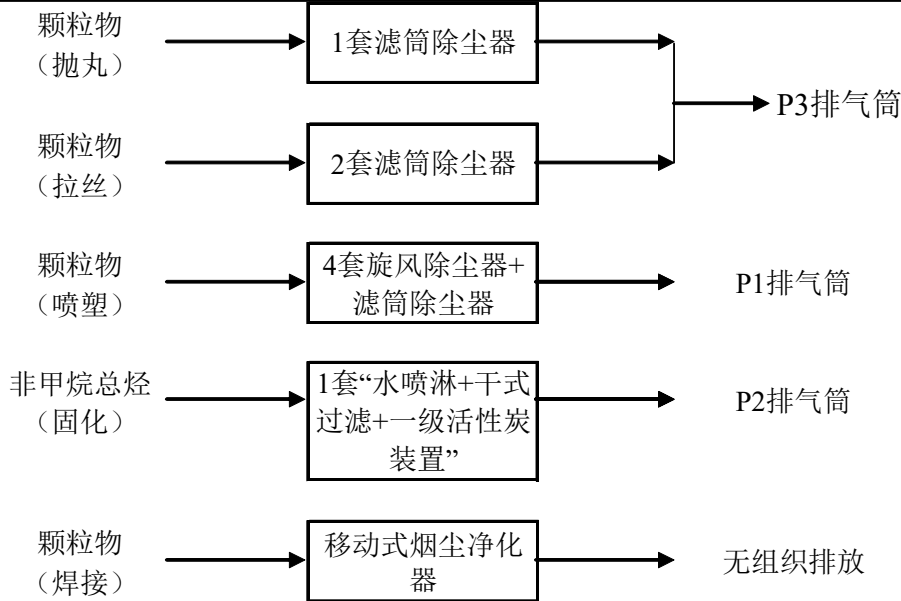 颗粒物
（抛丸）
1套滤筒除尘器
P3排气筒
颗粒物
（拉丝）
2套滤筒除尘器
颗粒物
（喷塑）
4套旋风除尘器+
滤筒除尘器
P1排气筒
非甲烷总烃
（固化）
1套“水喷淋+干式
过滤+一级活性炭
装置”
P2排气筒
颗粒物
（焊接）
移动式烟尘净化
器
无组织排放